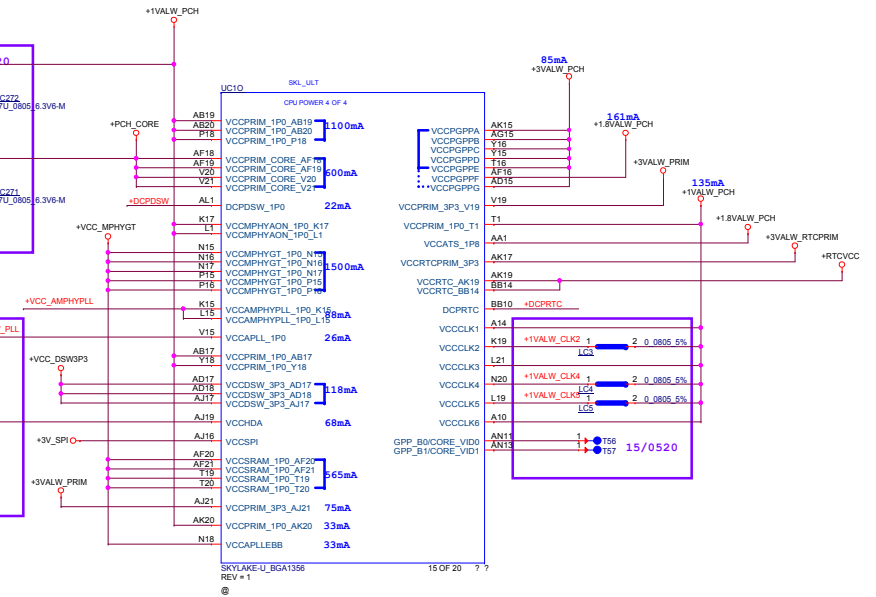 +1VALW_PCH
C272
7U_0805_6.3V6-M
C271
7U_0805_6.3V6-M
_PLL
UC1O
SKL_ULT
CPU POWER 4 OF 4
+PCH_CORE
AB19 VCCPRIM_1P0_AB19
AB20 VCCPRIM_1P0_AB20 1100mA
P18 VCCPRIM_1P0_P18
AF18 VCCPRIM_CORE_AF18
AF19 VCCPRIM_CORE_AF19 600mA
V20 VCCPRIM_CORE_V20
V21 VCCPRIM_CORE_V21
+DCPDSW AL1 DCPDSW_1P0 22mA
K17 VCCMPHYAON_1P0_K17
L1 VCCMPHYAON_1P0_L1
+VCC_MPHYGT
N15 VCCMPHYGT_1P0_N15
N16 VCCMPHYGT_1P0_N16 1500mA
N17 VCCMPHYGT_1P0_N17
P15 VCCMPHYGT_1P0_P15
P16 VCCMPHYGT_1P0_P16
+VCC_AMPHYPLL K15 VCCAMPHYPLL_1P0_K15 88mA
L15 VCCAMPHYPLL_1P0_L15
V15 VCCAPLL_1P0 26mA
AB17 VCCPRIM_1P0_AB17
Y18 VCCPRIM_1P0_Y18
+VCC_DSW3P3
AD17 VCCDSW_3P3_AD17
AD18 VCCDSW_3P3_AD18 118mA
AJ17 VCCDSW_3P3_AJ17
AJ19 VCCHDA 68mA
+3V_SPI AJ16 VCCSPI
AF20 VCCSRAM_1P0_AF20
AF21 VCCSRAM_1P0_AF21 565mA
T19 VCCSRAM_1P0_T19
T20 VCCSRAM_1P0_T20
+3VALW_PRIM
AJ21 VCCPRIM_3P3_AJ21 75mA
AK20 VCCPRIM_1P0_AK20 33mA
N18 VCCAPLLEBB 33mA
85mA
+3VALW_PCH
161mA
+1.8VALW_PCH
VCCPGPPA AK15
VCCPGPPB AG15
VCCPGPPC Y16
VCCPGPPD Y15
VCCPGPPE T16
VCCPGPPF AF16
VCCPGPPG AD15
+3VALW_PRIM
VCCPRIM_3P3_V19 V19
135mA
+1VALW_PCH
VCCPRIM_1P0_T1 T1
+1.8VALW_PCH
VCCATS_1P8 AA1
+3VALW_RTCPRIM
VCCRTCPRIM_3P3 AK17
+RTCVCC
VCCRTC_AK19 AK19
VCCRTC_BB14 BB14
DCPRTC BB10 +DCPRTC
VCCCLK1 A14
VCCCLK2 K19 +1VALW_CLK2 1 2 0_0805_5%
LC3
VCCCLK3 L21
VCCCLK4 N20 +1VALW_CLK4 1 2 0_0805_5%
LC4
VCCCLK5 L19 +1VALW_CLK5 1 2 0_0805_5%
LC5
VCCCLK6 A10
GPP_B0/CORE_VID0 AN11 1 T56
GPP_B1/CORE_VID1 AN13 1 T57
15/0520
SKYLAKE-U_BGA1356 15 OF 20 ? ?
REV = 1
@